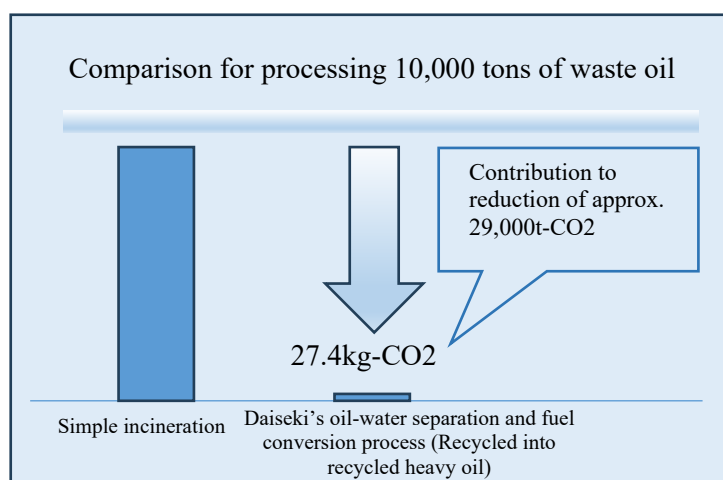 Comparison for processing 10,000 tons of waste oil
Contribution to
reduction of approx.
29,000t-CO2
27.4kg-CO2
Simple incineration
Daiseki’s oil-water separation and fuel
conversion process (Recycled into
recycled heavy oil)